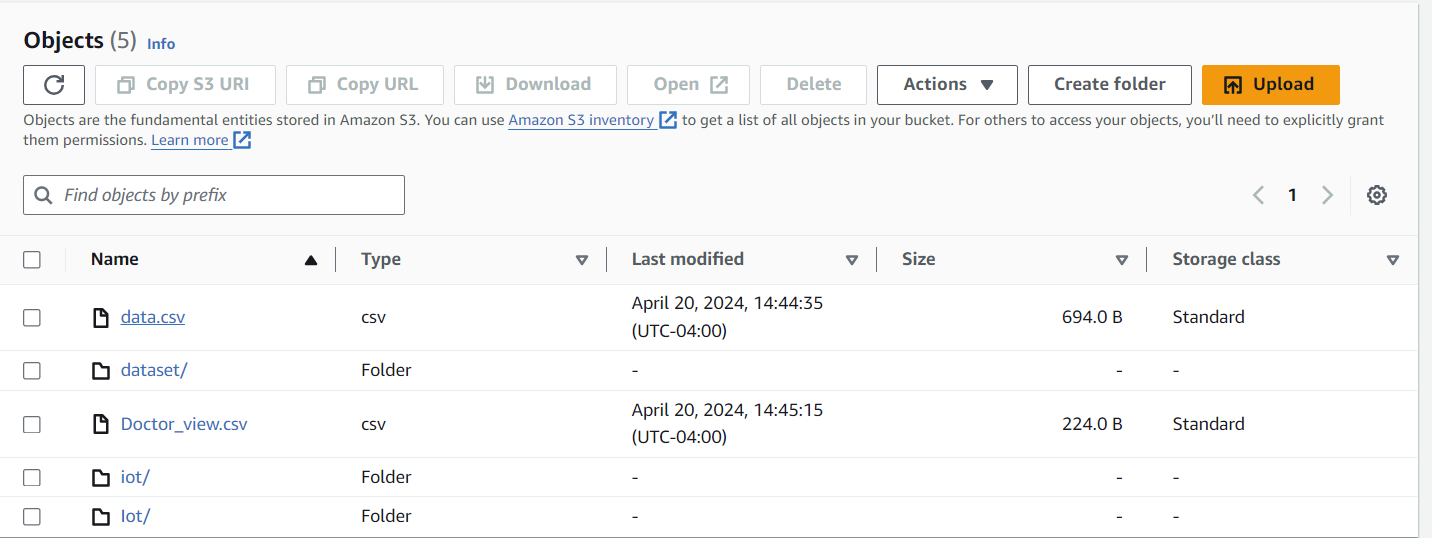 Objects (5) Info
Copy S3 URI Copy URL Download Open Delete Actions Create folder Upload
Objects are the fundamental entities stored in Amazon S3. You can use Amazon S3 inventory to get a list of all objects in your bucket. For others to access your objects, you'll need to explicitly grant
them permissions. Learn more
Find objects by prefix 1
Name Type Last modified Size Storage class
data.csv csv April 20, 2024, 14:44:35 (UTC-04:00) 694.0 B Standard
dataset/ Folder - - -
Doctor_view.csv csv April 20, 2024, 14:45:15 (UTC-04:00) 224.0 B Standard
iot/ Folder - - -
Iot/ Folder - - -